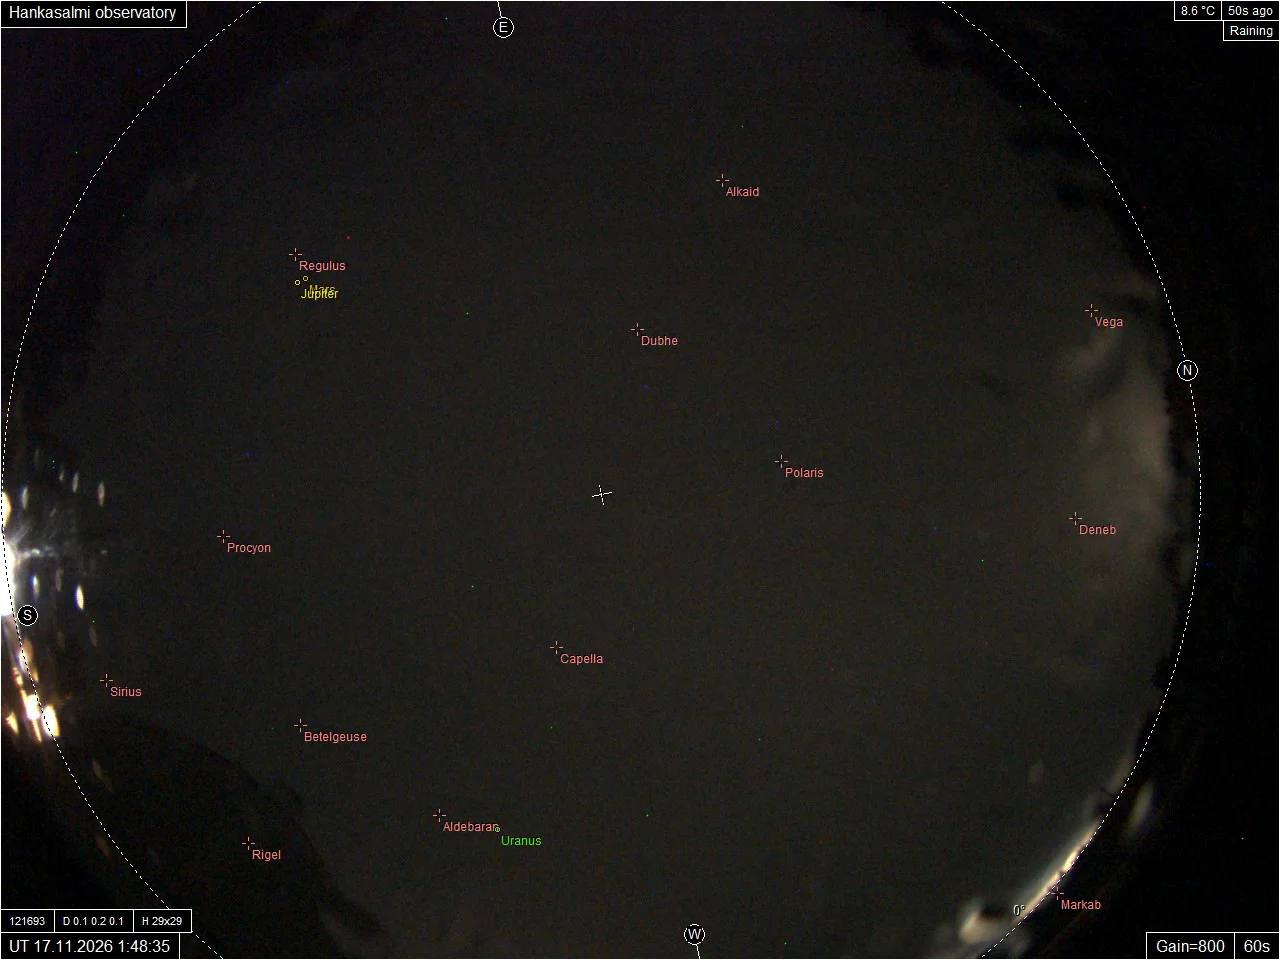 Hankasalmi observatory
8.6 °C
50s ago
Raining
E
Alkaid
Regulus
Mars
Jupiter
Vega
Dubhe
N
Polaris
Deneb
Procyon
S
Capella
Sirius
Betelgeuse
Aldebaran
Uranus
Rigel
Markab
0°
W
121693
D 0.1 0.2 0.1
H 29x29
UT 17.11.2026 1:48:35
Gain=800
60s